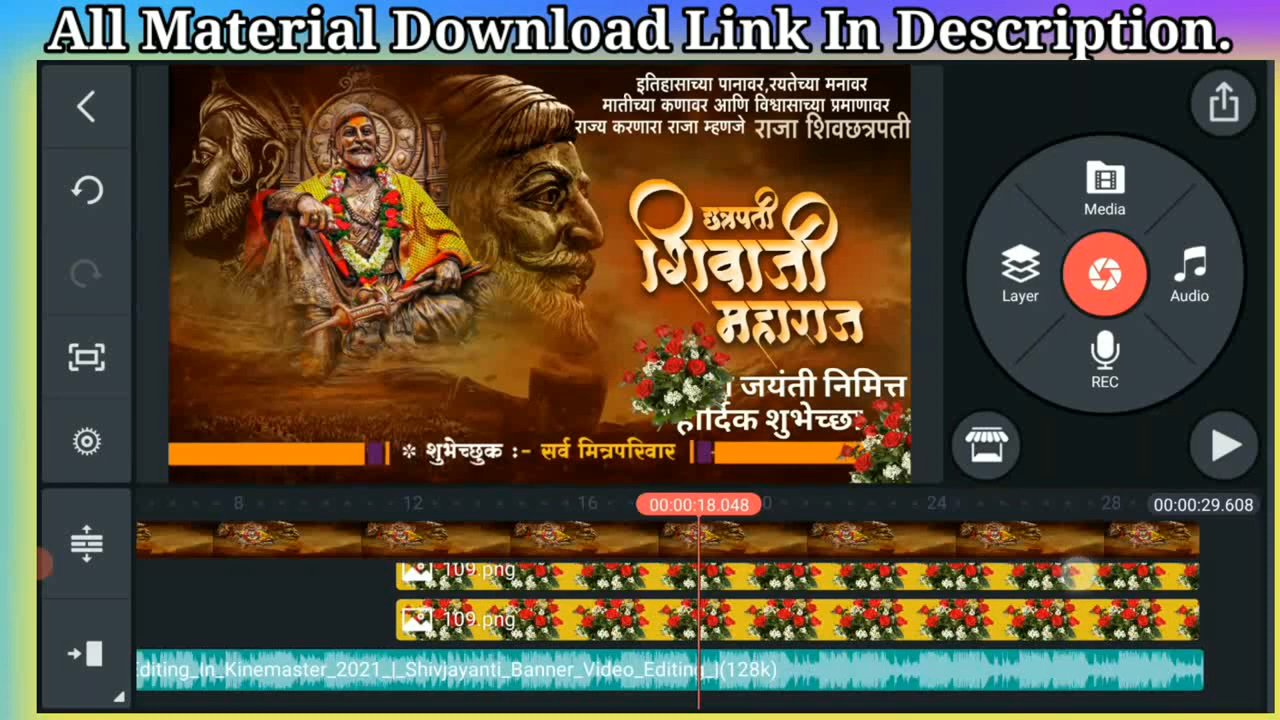 All Material Download Link In Description.
इतिहासाच्या पानावर,रयतेच्या मनावर
मातीच्या कणावर आणि विश्वासाच्या प्रमाणावर
राज्य करणारा राजा म्हणजे राजा शिवछत्रपती
छत्रपती
शिवाजी
महाराज
जयंती निमित्त
हार्दिक शुभेच्छा
❊ शुभेच्छुक :- सर्व मित्रपरिवार
Media
Layer
Audio
REC
8 12 16 00:00:18.048 0 24 28 00:00:29.608
109.png
109.png
Editing_In_Kinemaster_2021_|_Shivjayanti_Banner_Video_Editing_|(128k)